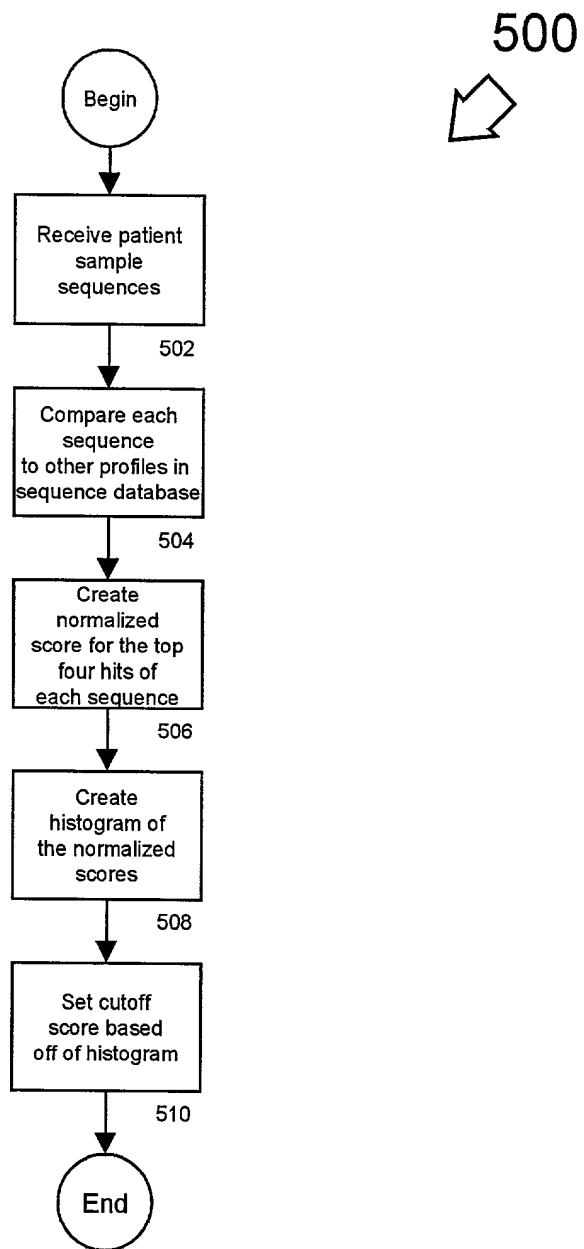 500
Begin
Receive patient
sample
sequences
502
Compare each
sequence
to other profiles in
sequence database
504
Create
normalized
score for the top
four hits of
each sequence
506
Create
histogram of
the normalized
scores
508
Set cutoff
score based
off of histogram
510
End